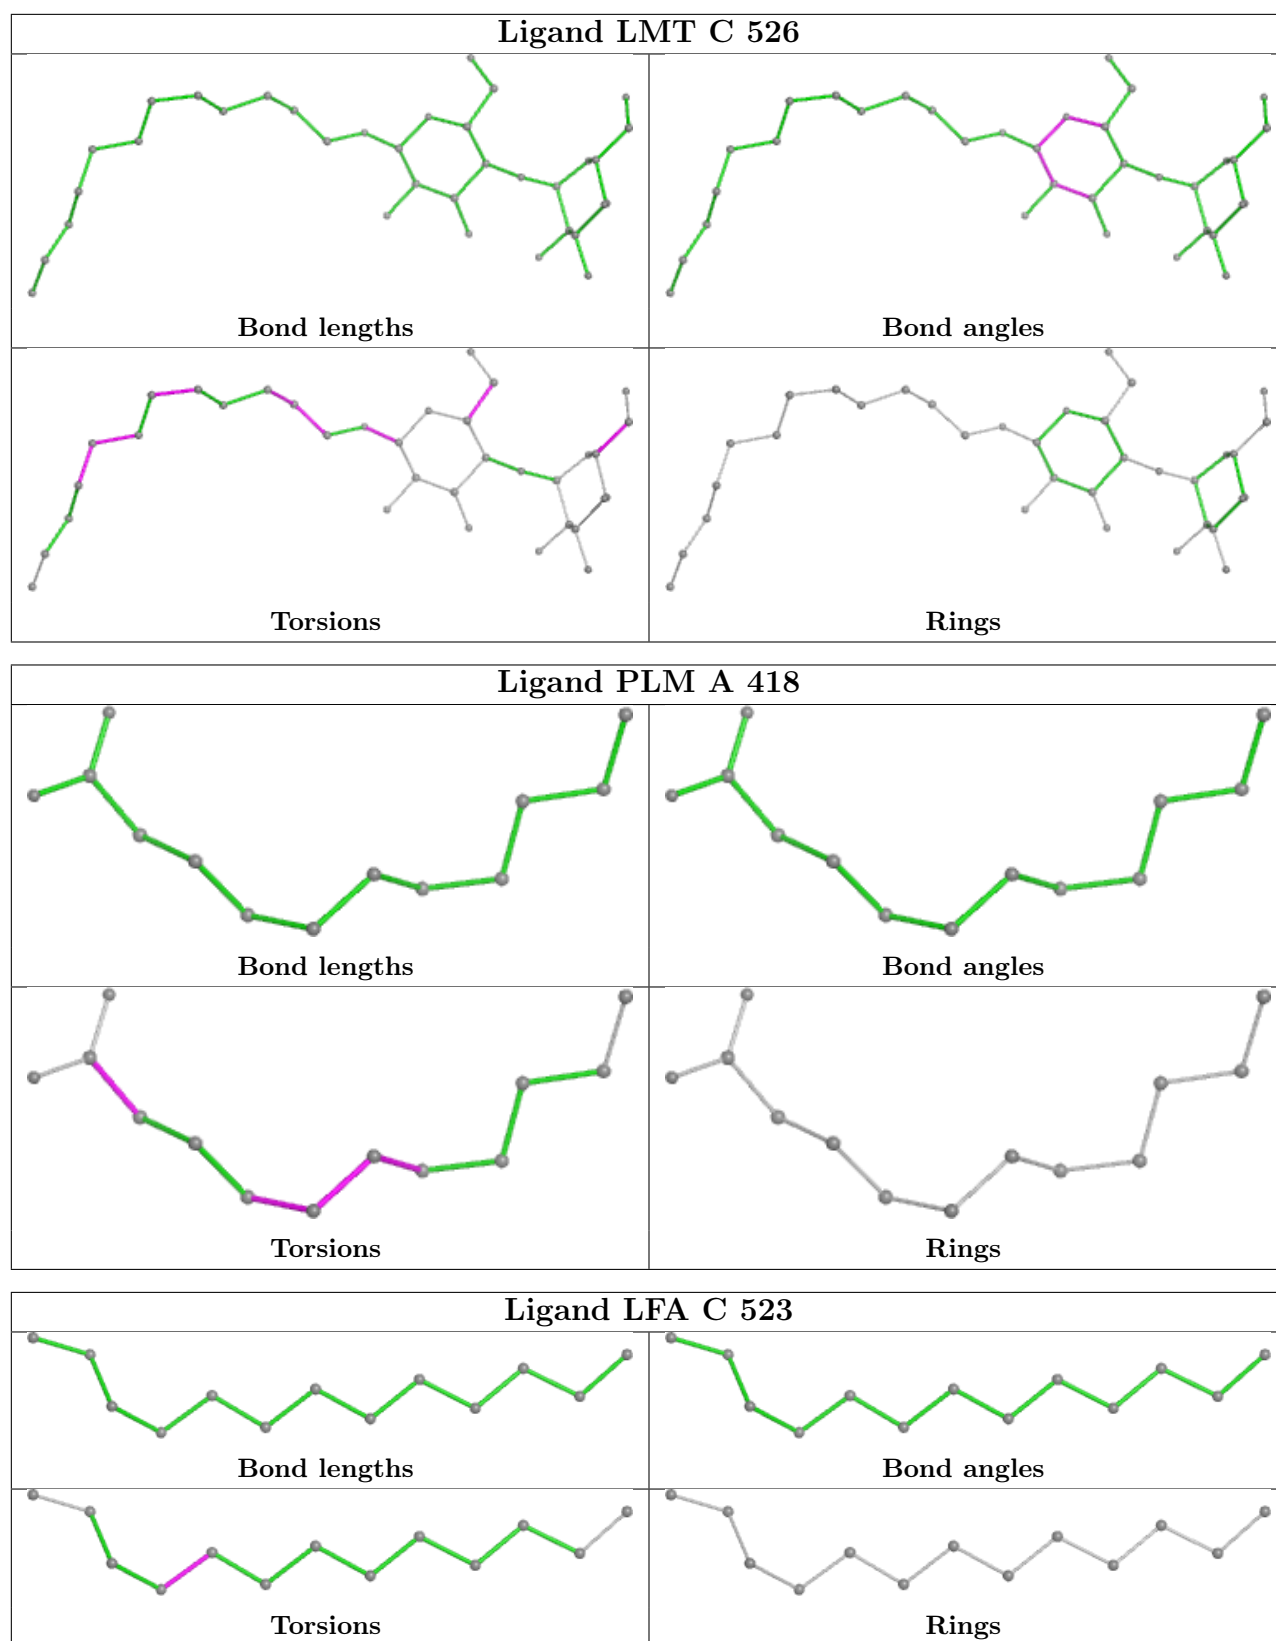 Ligand LMT C 526
Bond lengths
Bond angles
Torsions
Rings
Ligand PLM A 418
Bond lengths
Bond angles
Torsions
Rings
Ligand LFA C 523
Bond lengths
Bond angles
Torsions
Rings